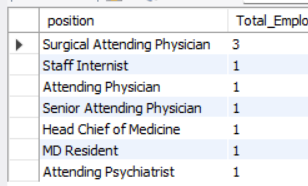 position Total_Emplo
Surgical Attending Physician 3
Staff Internist 1
Attending Physician 1
Senior Attending Physician 1
Head Chief of Medicine 1
MD Resident 1
Attending Psychiatrist 1